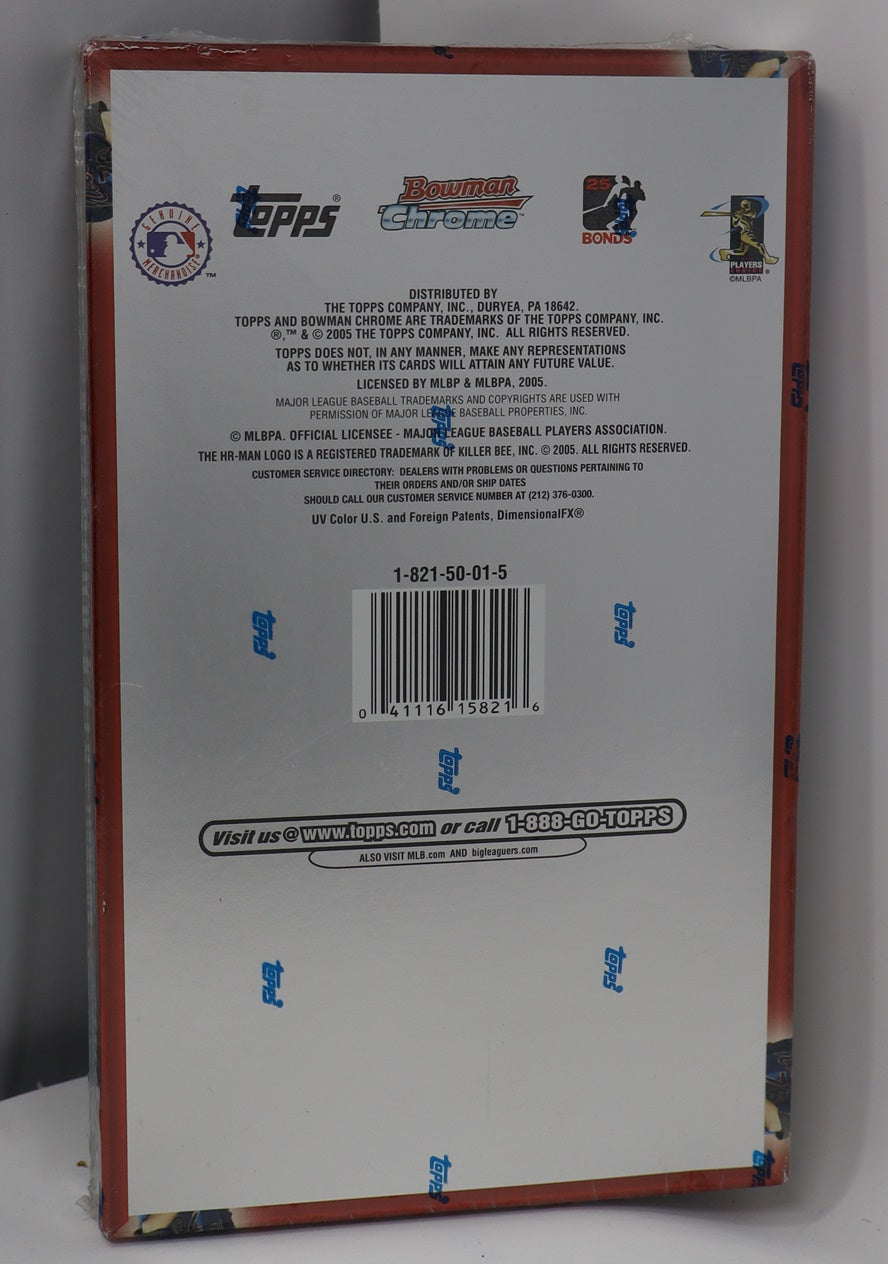 GENUINE
MERCHANDISE®
™
Topps®
Bowman
Chrome™
25
BONDS
PLAYERS
CHOICE®
©MLBPA
DISTRIBUTED BY
THE TOPPS COMPANY, INC., DURYEA, PA 18642.
TOPPS AND BOWMAN CHROME ARE TRADEMARKS OF THE TOPPS COMPANY, INC.
®,™ & © 2005 THE TOPPS COMPANY, INC. ALL RIGHTS RESERVED.
TOPPS DOES NOT, IN ANY MANNER, MAKE ANY REPRESENTATIONS
AS TO WHETHER ITS CARDS WILL ATTAIN ANY FUTURE VALUE.
LICENSED BY MLBP & MLBPA, 2005.
MAJOR LEAGUE BASEBALL TRADEMARKS AND COPYRIGHTS ARE USED WITH
PERMISSION OF MAJOR LEAGUE BASEBALL PROPERTIES, INC.
© MLBPA. OFFICIAL LICENSEE - MAJOR LEAGUE BASEBALL PLAYERS ASSOCIATION.
THE HR-MAN LOGO IS A REGISTERED TRADEMARK OF KILLER BEE, INC. © 2005. ALL RIGHTS RESERVED.
CUSTOMER SERVICE DIRECTORY: DEALERS WITH PROBLEMS OR QUESTIONS PERTAINING TO
THEIR ORDERS AND/OR SHIP DATES
SHOULD CALL OUR CUSTOMER SERVICE NUMBER AT (212) 376-0300.
UV Color U.S. and Foreign Patents, DimensionalFX®
1-821-50-01-5
0 41116 15821 6
topps
topps
topps
Visit us @ www.topps.com or call 1-888-GO-TOPPS
ALSO VISIT MLB.com AND bigleaguers.com
topps
topps
topps